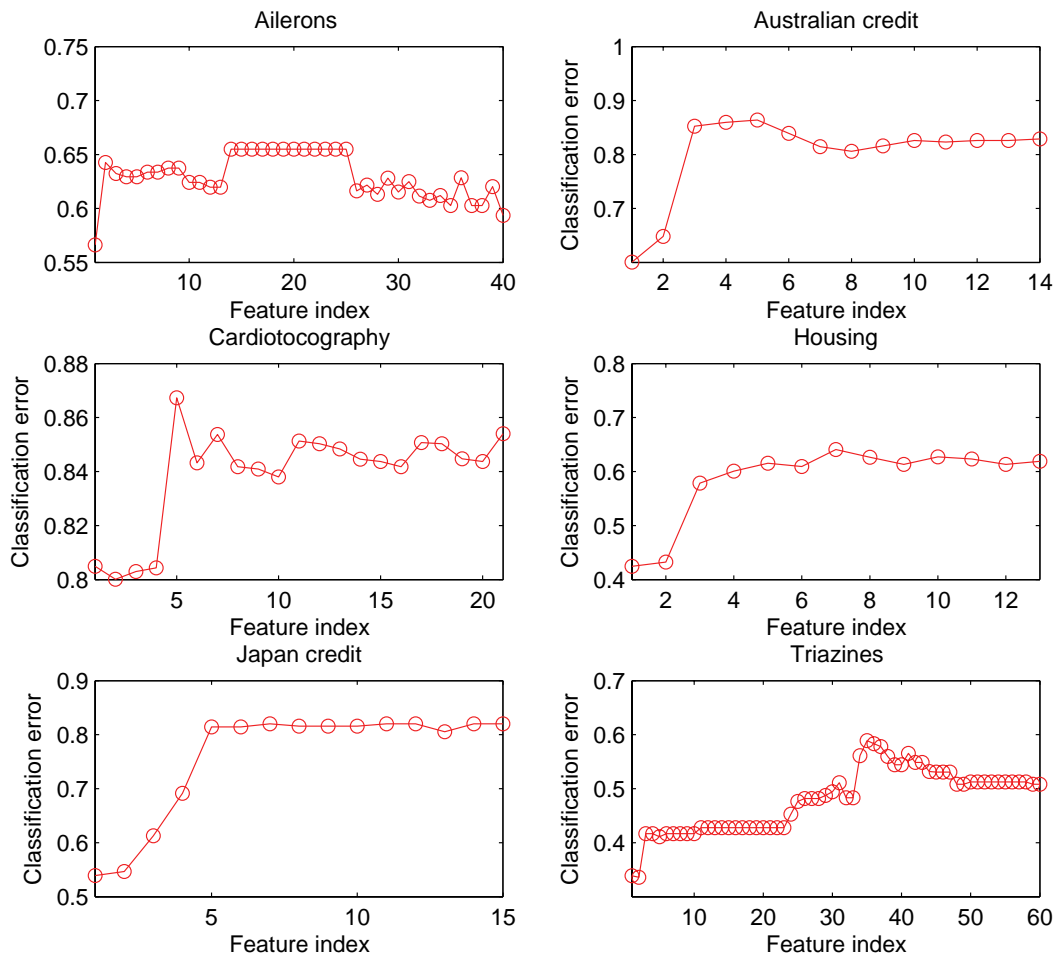 Ailerons
0.75
0.7
0.65
0.6
0.55
10 20 30 40
Feature index
Australian credit
Classification error
1
0.9
0.8
0.7
2 4 6 8 10 12 14
Feature index
Cardiotocography
Classification error
0.88
0.86
0.84
0.82
0.8
5 10 15 20
Feature index
Housing
Classification error
0.8
0.7
0.6
0.5
0.4
2 4 6 8 10 12
Feature index
Japan credit
Classification error
0.9
0.8
0.7
0.6
0.5
5 10 15
Feature index
Triazines
Classification error
0.7
0.6
0.5
0.4
10 20 30 40 50 60
Feature index